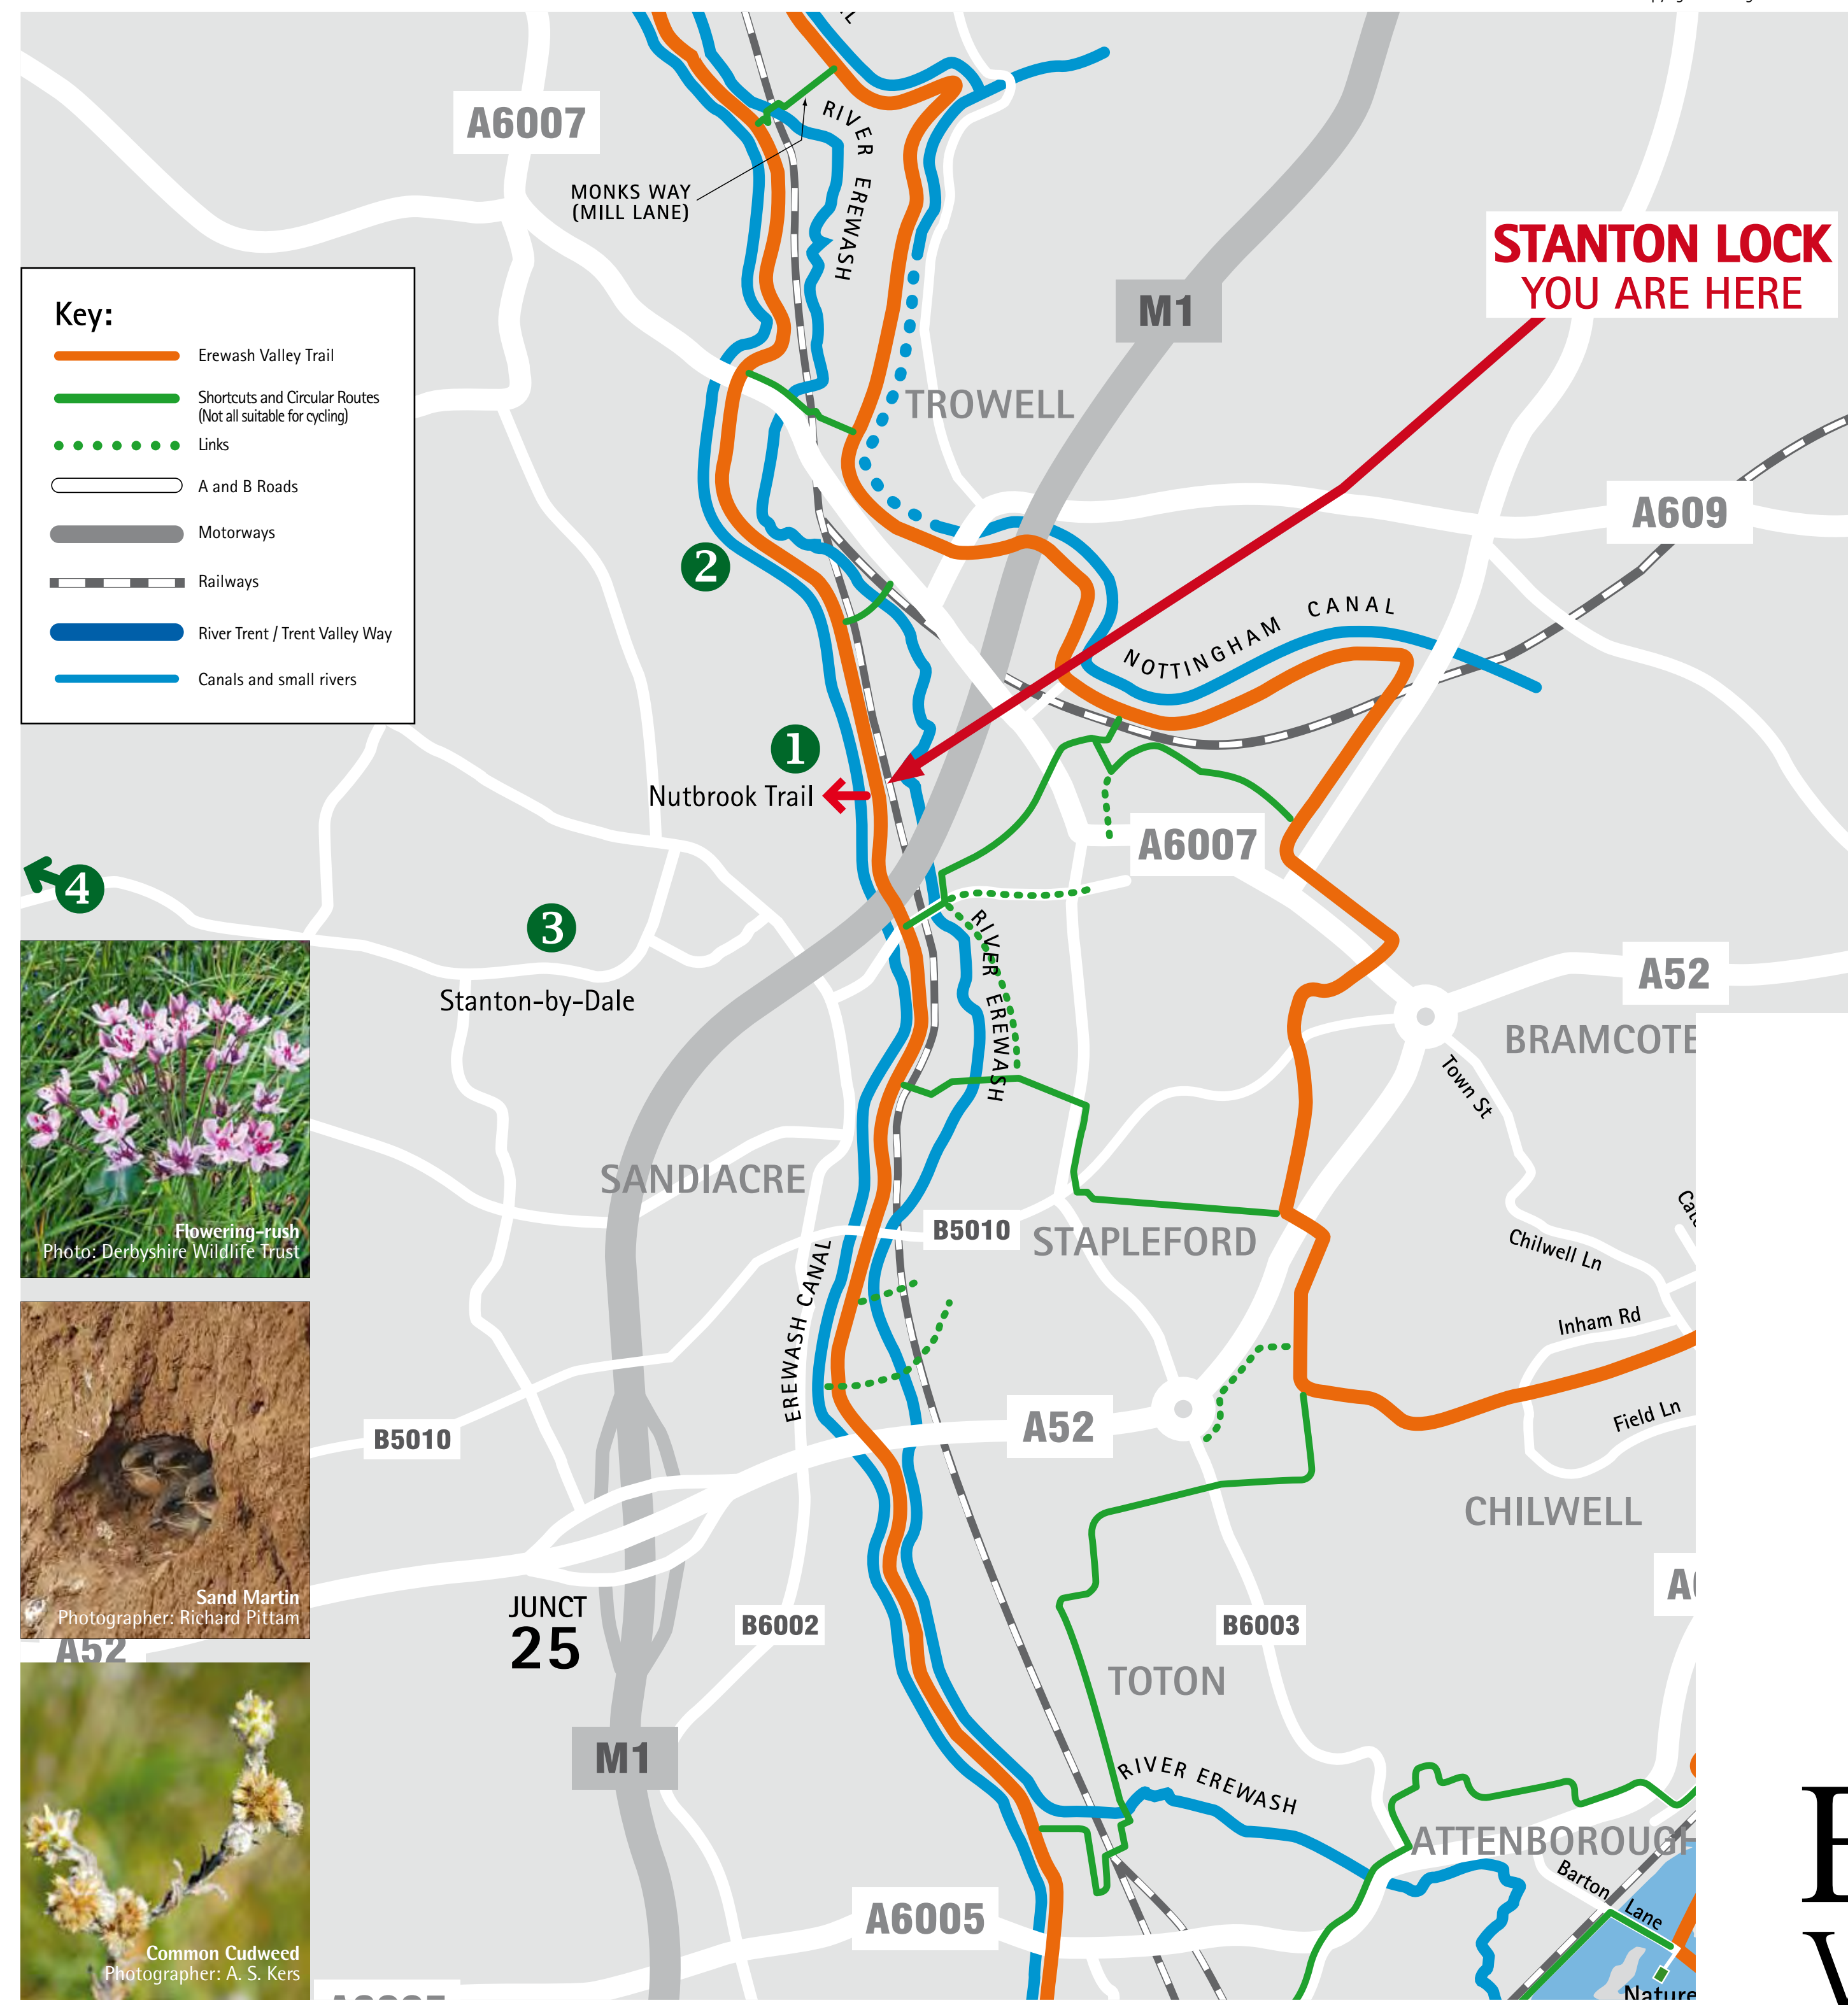 A6007
RIVER EREWASH
MONKS WAY
(MILL LANE)
STANTON LOCK
YOU ARE HERE
M1
Key:
Erewash Valley Trail
Shortcuts and Circular Routes
(Not all suitable for cycling)
Links
A and B Roads
Motorways
Railways
River Trent / Trent Valley Way
Canals and small rivers
TROWELL
A609
2
NOTTINGHAM CANAL
1
Nutbrook Trail
A6007
4
3
Stanton-by-Dale
RIVER EREWASH
A52
BRAMCOTE
Town St
SANDIACRE
B5010
STAPLEFORD
Chilwell Ln
Inham Rd
Field Ln
EREWASH CANAL
Flowering-rush
Photo: Derbyshire Wildlife Trust
B5010
A52
CHILWELL
Sand Martin
Photographer: Richard Pittam
A52
JUNCT
25
B6002
B6003
TOTON
M1
RIVER EREWASH
ATTENBOROUGH
Barton Lane
A6005
Common Cudweed
Photographer: A. S. Kers
Nature